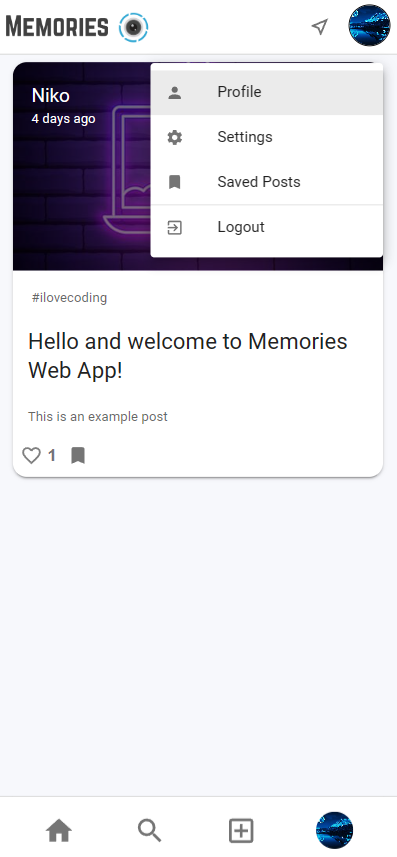 MEMORIES
Niko
4 days ago
Profile
Settings
Saved Posts
Logout
#ilovecoding
Hello and welcome to Memories
Web App!
This is an example post
1